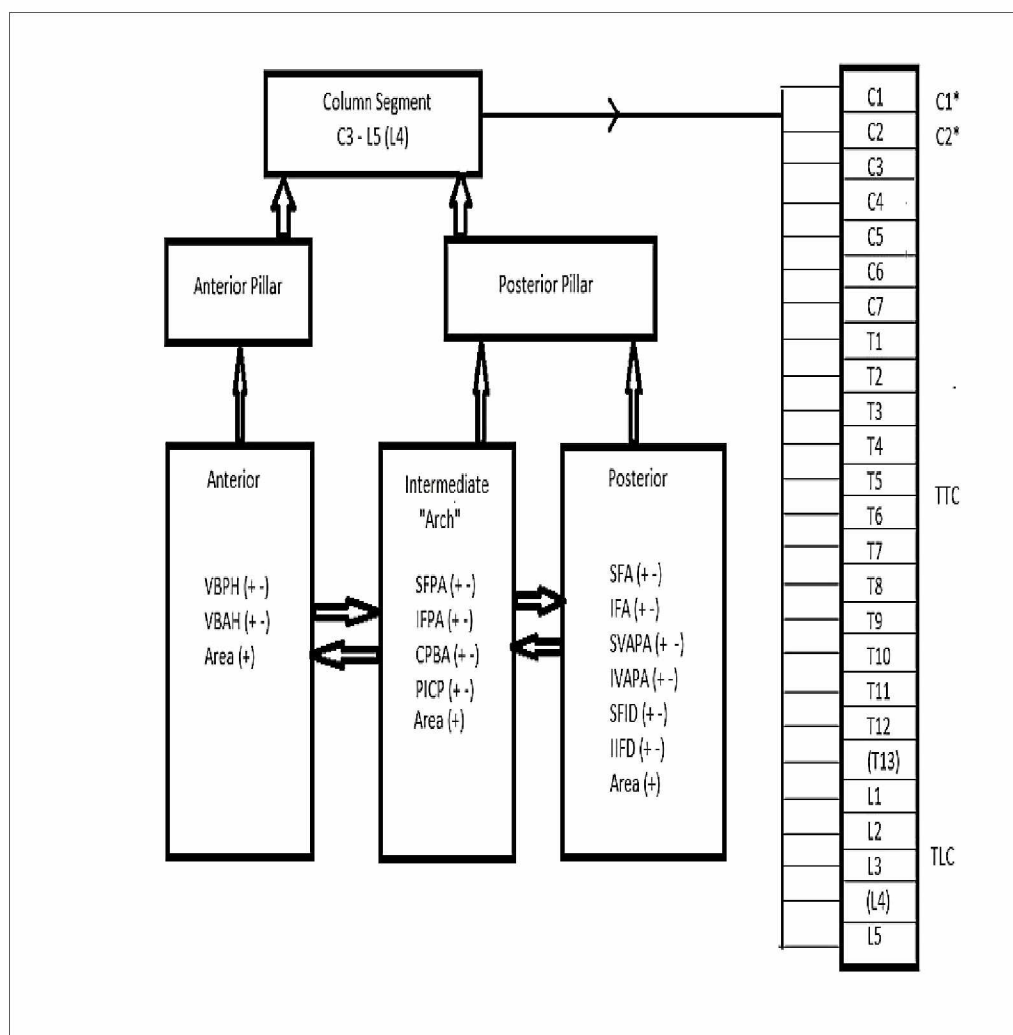 Column Segment
C3 - L5 (L4)
Anterior Pillar
Posterior Pillar
Anterior
VBPH (+ -)
VBAH (+ -)
Area (+)
Intermediate
"Arch"
SFPA (+ -)
IFPA (+ -)
CPBA (+ -)
PICP (+ -)
Area (+)
Posterior
SFA (+ -)
IFA (+ -)
SVAPA (+ -)
IVAPA (+ -)
SFID (+ -)
IIFD (+ -)
Area (+)
C1
C2
C3
C4
C5
C6
C7
T1
T2
T3
T4
T5
T6
T7
T8
T9
T10
T11
T12
(T13)
L1
L2
L3
(L4)
L5
C1*
C2*
TTC
TLC